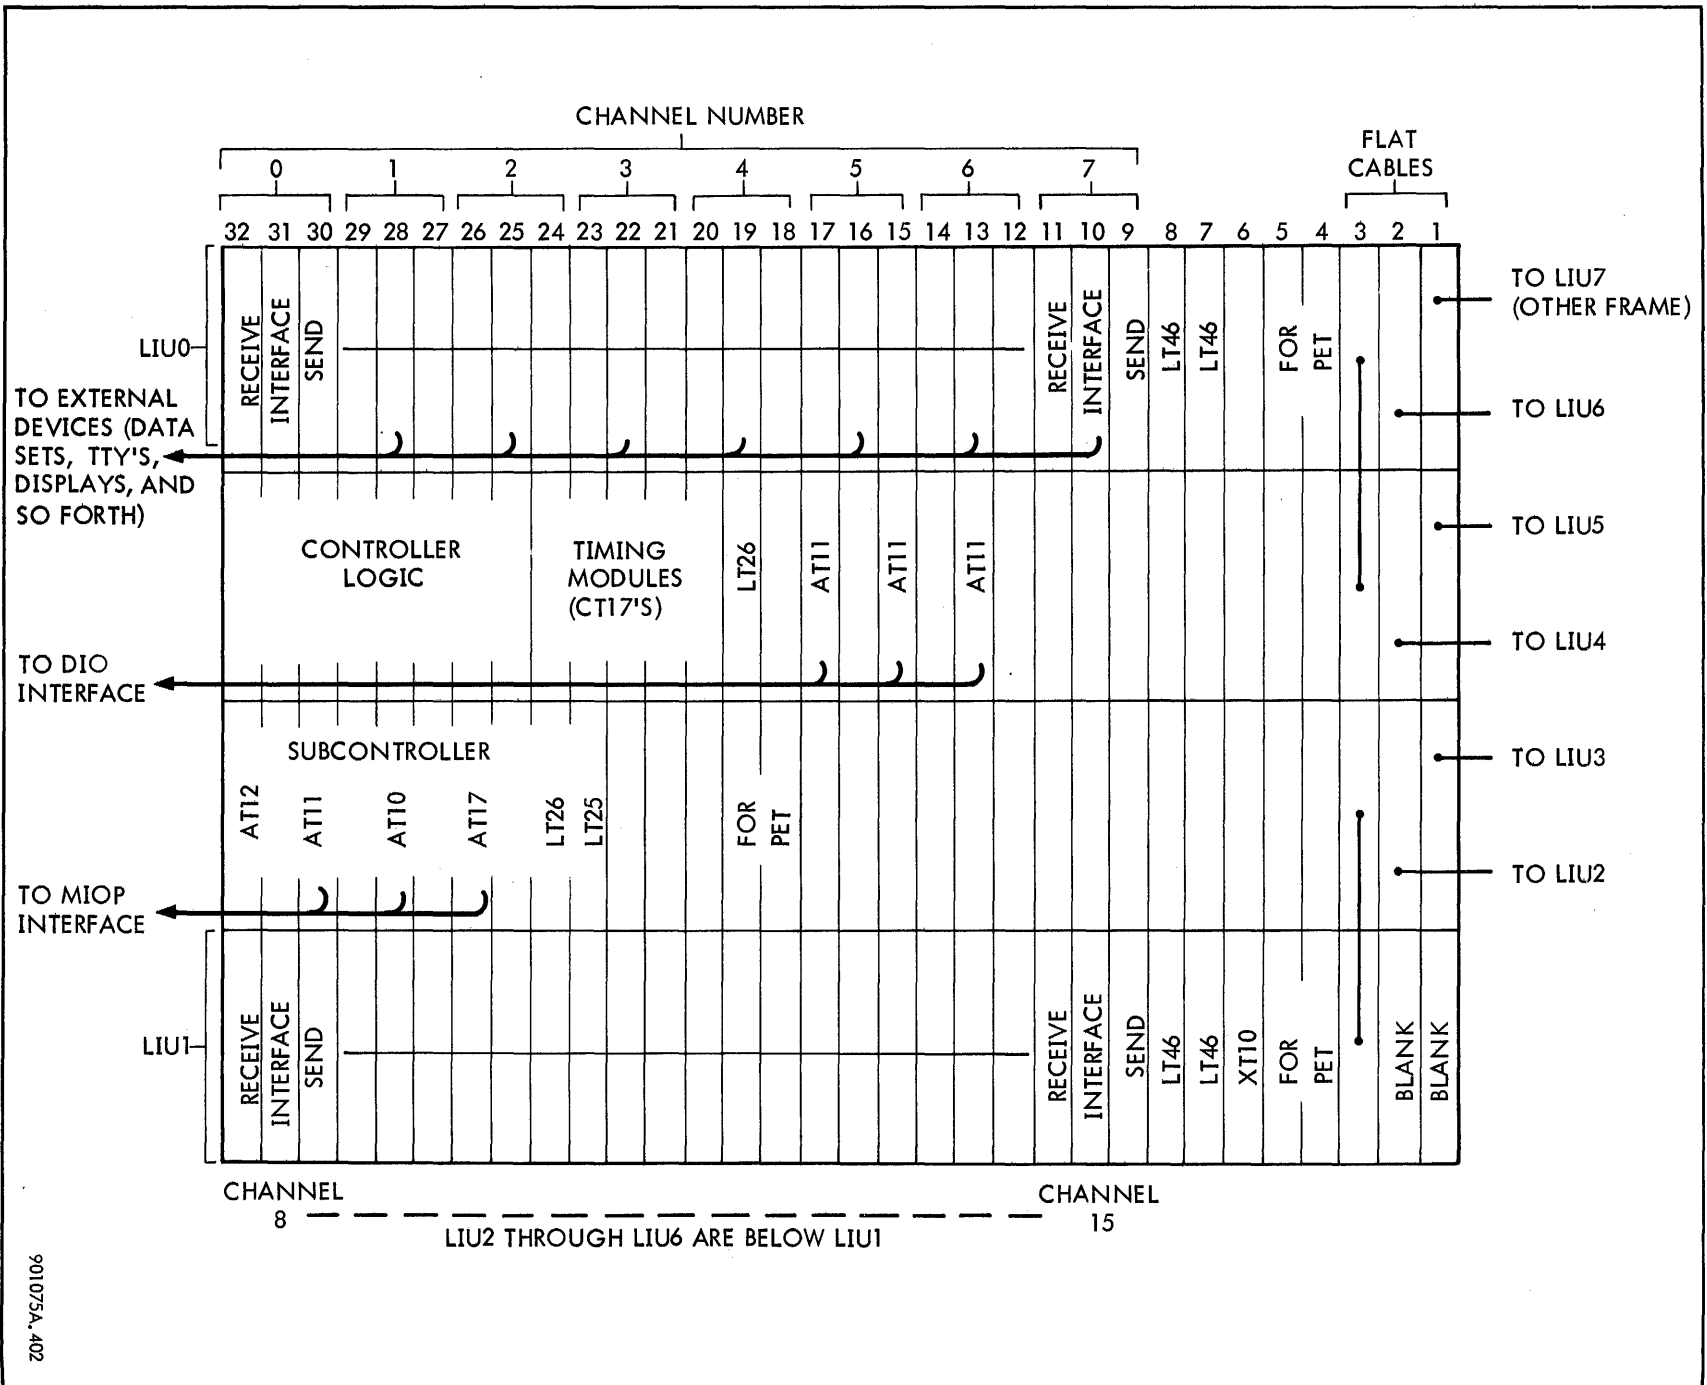 CHANNEL NUMBER
FLAT
CABLES
0 1 2 3 4 5 6 7
32 31 30 29 28 27 26 25 24 23 22 21 20 19 18 17 16 15 14 13 12 11 10 9 8 7 6 5 4 3 2 1
LIU0
RECEIVE
INTERFACE
SEND
RECEIVE
INTERFACE
SEND
LT46
LT46
FOR
PET
TO LIU7
(OTHER FRAME)
TO LIU6
TO EXTERNAL
DEVICES (DATA
SETS, TTY'S,
DISPLAYS, AND
SO FORTH)
CONTROLLER
LOGIC
TIMING
MODULES
(CT17'S)
LT26
AT11
AT11
AT11
TO LIU5
TO LIU4
TO DIO
INTERFACE
SUBCONTROLLER
AT12
AT11
AT10
AT17
LT26
LT25
FOR
PET
TO LIU3
TO LIU2
TO MIOP
INTERFACE
LIU1
RECEIVE
INTERFACE
SEND
RECEIVE
INTERFACE
SEND
LT46
LT46
XT10
FOR
PET
BLANK
BLANK
CHANNEL
8
CHANNEL
15
LIU2 THROUGH LIU6 ARE BELOW LIU1
901075A.402